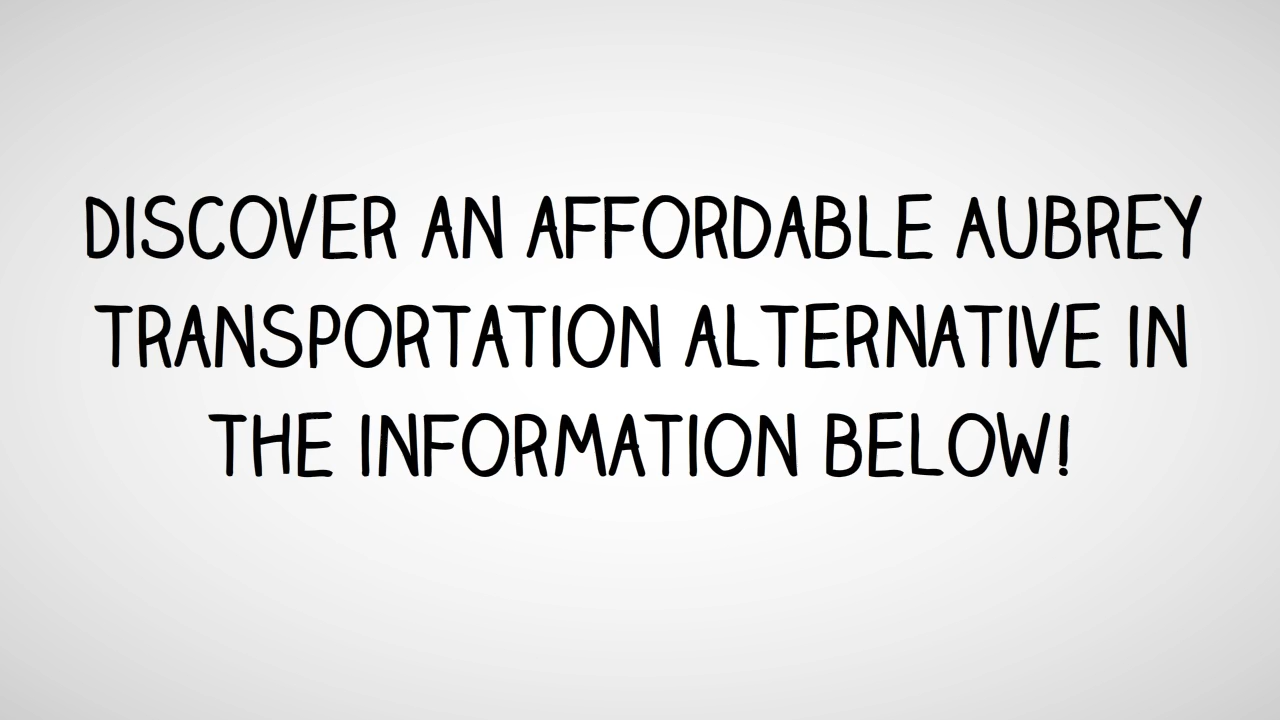 DISCOVER AN AFFORDABLE AUBREY
TRANSPORTATION ALTERNATIVE IN
THE INFORMATION BELOW!